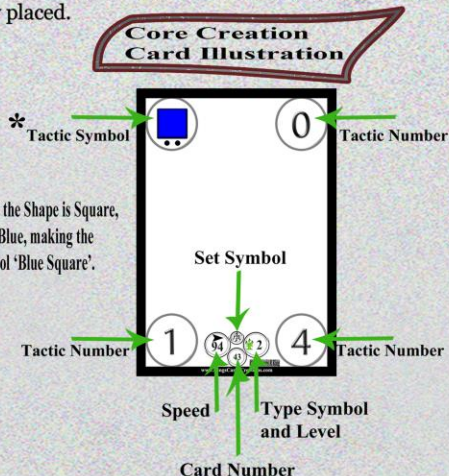 placed.
Core Creation
Card Illustration
*Tactic Symbol
0
Tactic Number
the Shape is Square,
Blue, making the
'Blue Square'.
Set Symbol
1
94
2
43
4
Tactic Number
Tactic Number
Speed
Type Symbol
and Level
Card Number